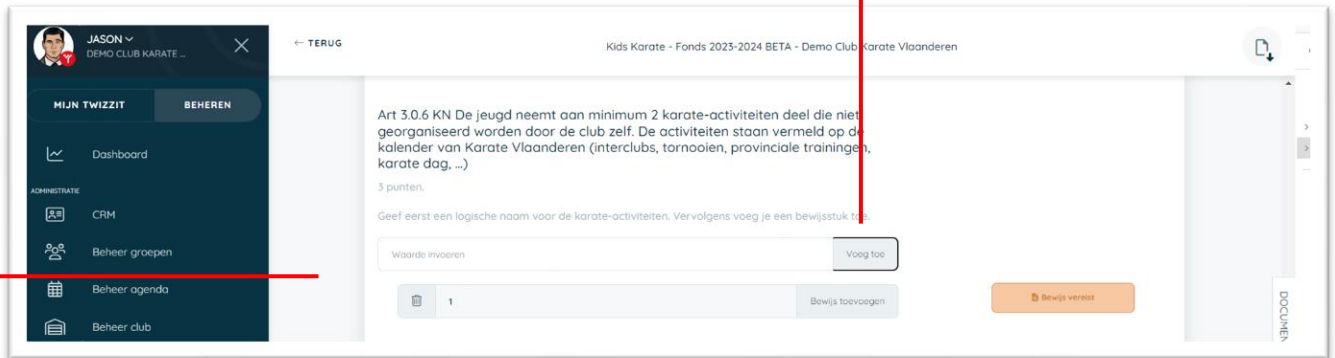 JASON
DEMO CLUB KARATE ...
MIJN TWIZZIT
BEHEREN
Dashboard
ADMINISTRATIE
CRM
Beheer groepen
Beheer agenda
Beheer club
← TERUG
Kids Karate - Fonds 2023-2024 BETA - Demo Club Karate Vlaanderen
Art 3.0.6 KN De jeugd neemt aan minimum 2 karate-activiteiten deel die niet
georganiseerd worden door de club zelf. De activiteiten staan vermeld op de
kalender van Karate Vlaanderen (interclubs, tornooien, provinciale trainingen,
karate dag, ...)
3 punten.
Geef eerst een logische naam voor de karate-activiteiten. Vervolgens voeg je een bewijsstuk toe.
Waarde invoeren
Voeg toe
1
Bewijs toevoegen
Bewijs vereist